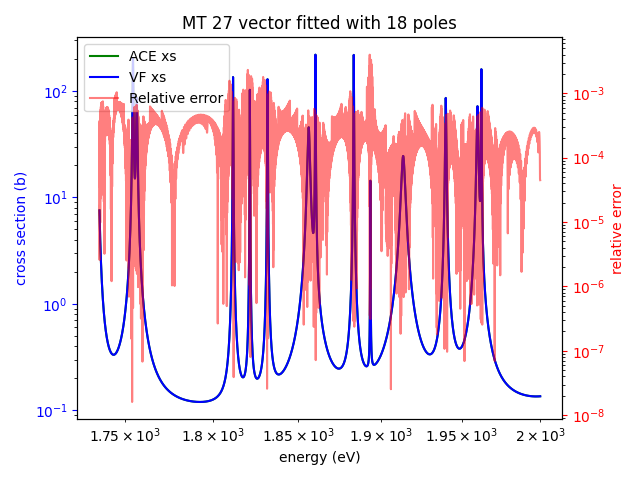 MT 27 vector fitted with 18 poles
ACE xs
VF xs
Relative error
cross section (b)
10²
10¹
10⁰
10⁻¹
10⁻³
10⁻⁴
10⁻⁵
10⁻⁶
10⁻⁷
10⁻⁸
relative error
1.75 × 10³ 1.8 × 10³ 1.85 × 10³ 1.9 × 10³ 1.95 × 10³ 2 × 10³
energy (eV)